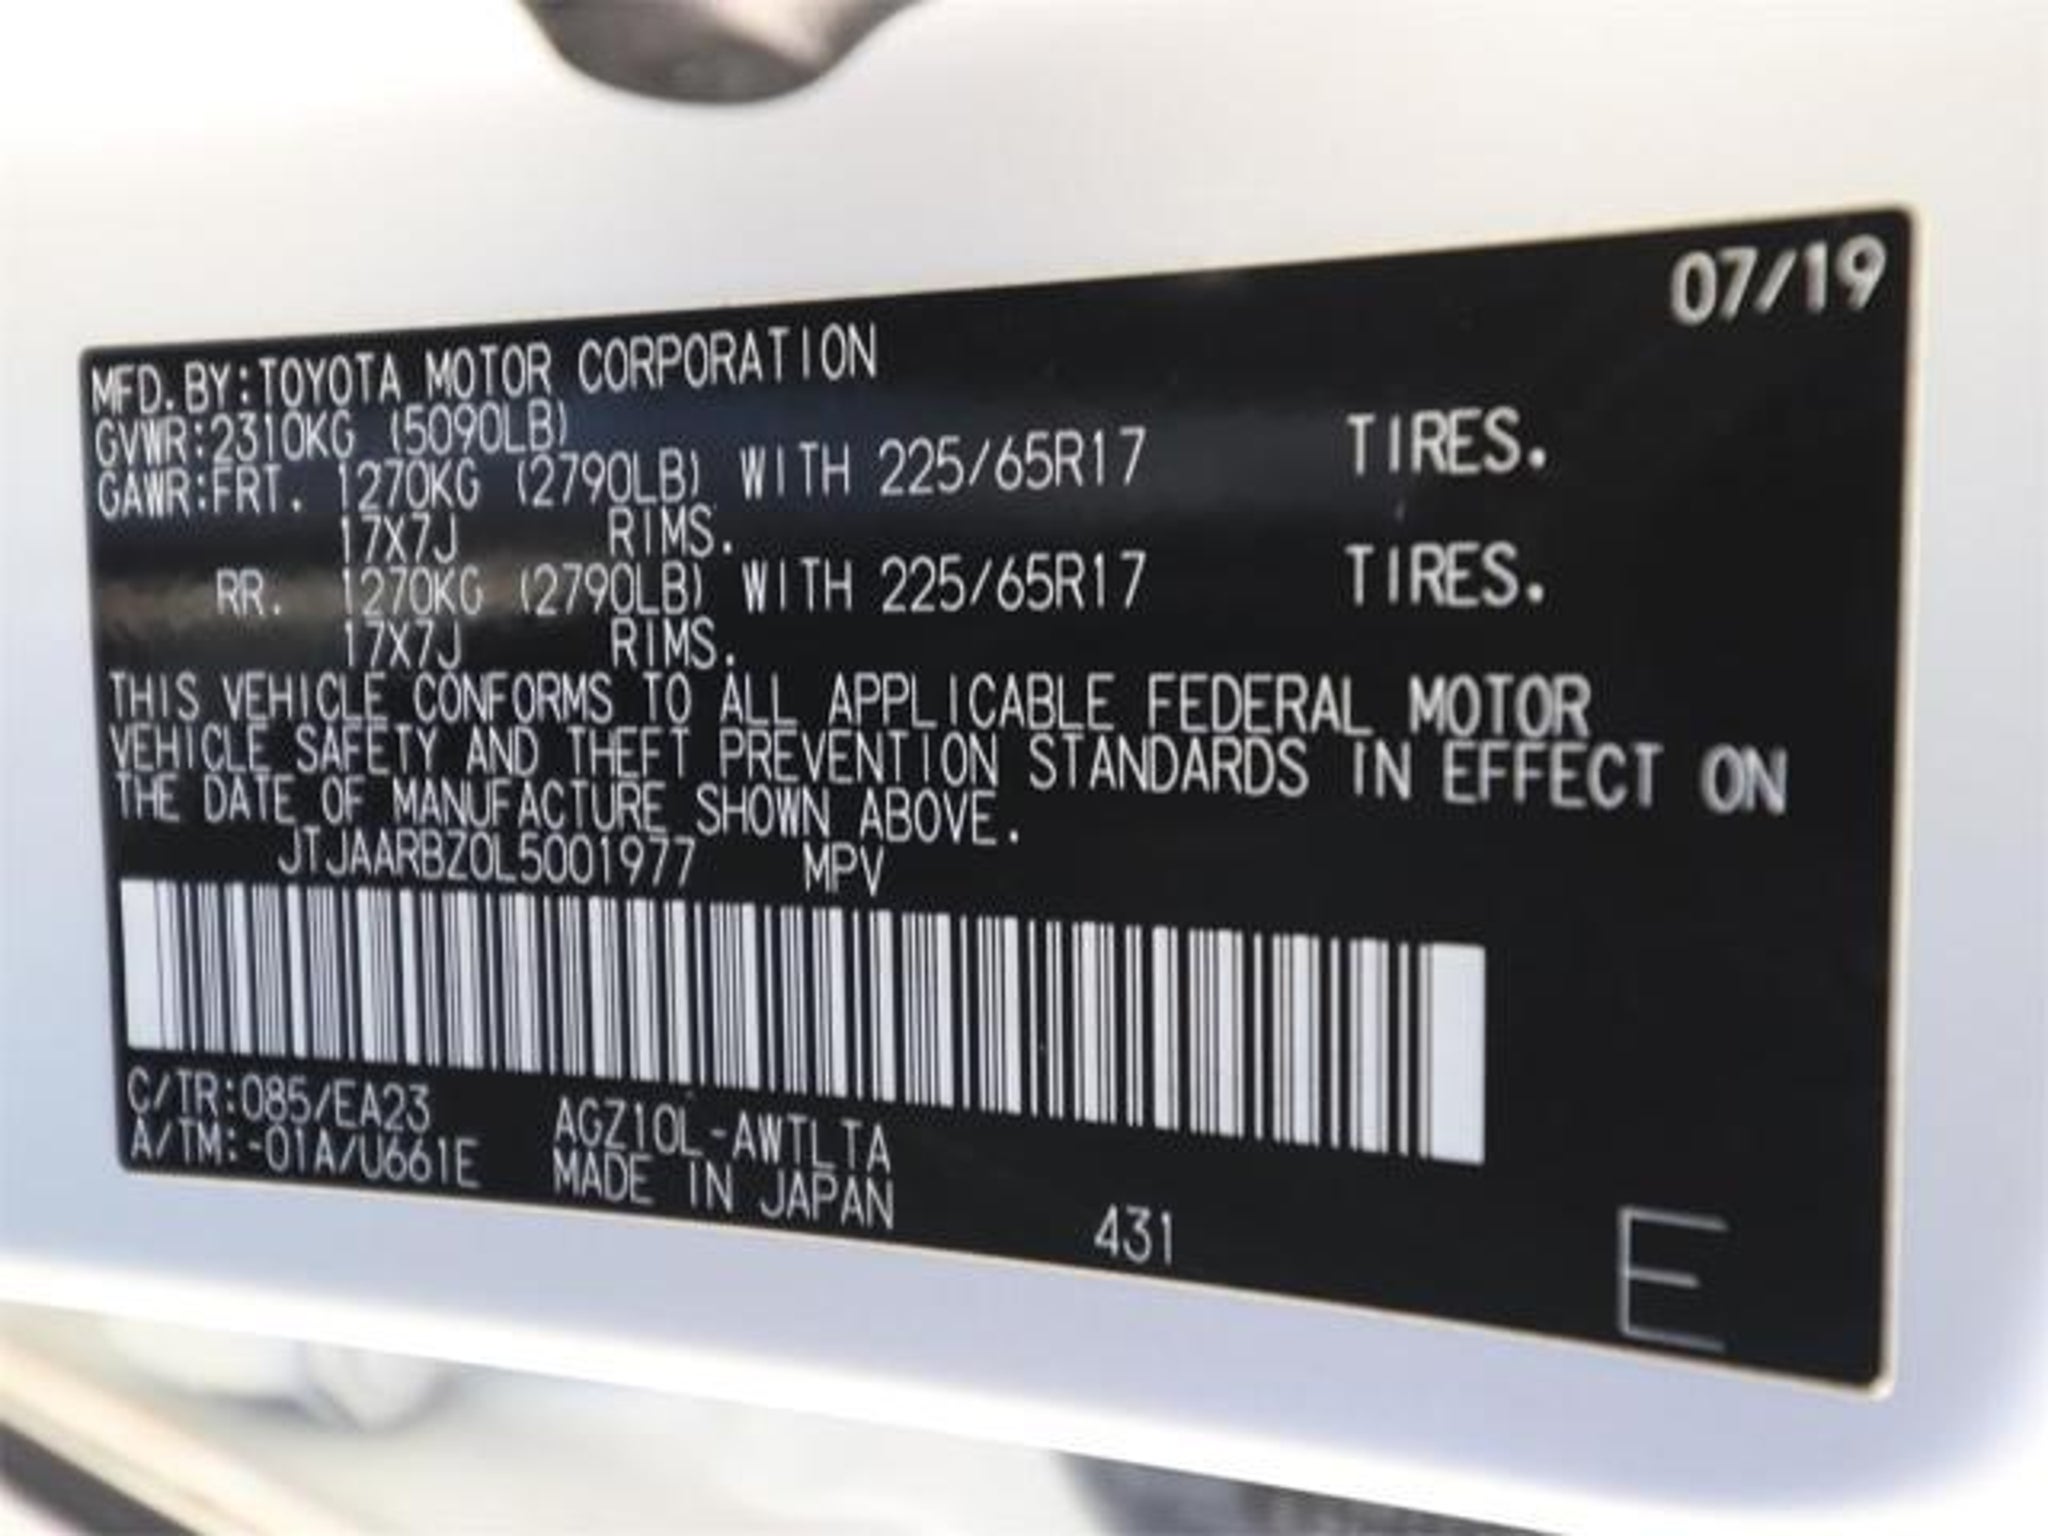 07/19
MFD.BY:TOYOTA MOTOR CORPORATION
GVWR:2310KG (5090LB)
GAWR:FRT. 1270KG (2790LB) WITH 225/65R17 TIRES.
17X7J RIMS.
RR. 1270KG (2790LB) WITH 225/65R17 TIRES.
17X7J RIMS.
THIS VEHICLE CONFORMS TO ALL APPLICABLE FEDERAL MOTOR
VEHICLE SAFETY AND THEFT PREVENTION STANDARDS IN EFFECT ON
THE DATE OF MANUFACTURE SHOWN ABOVE.
JTJAARBZ0L5001977 MPV
C/TR:085/EA23 AGZ10L-AWTLTA
A/TM:-01A/U661E MADE IN JAPAN
431
E